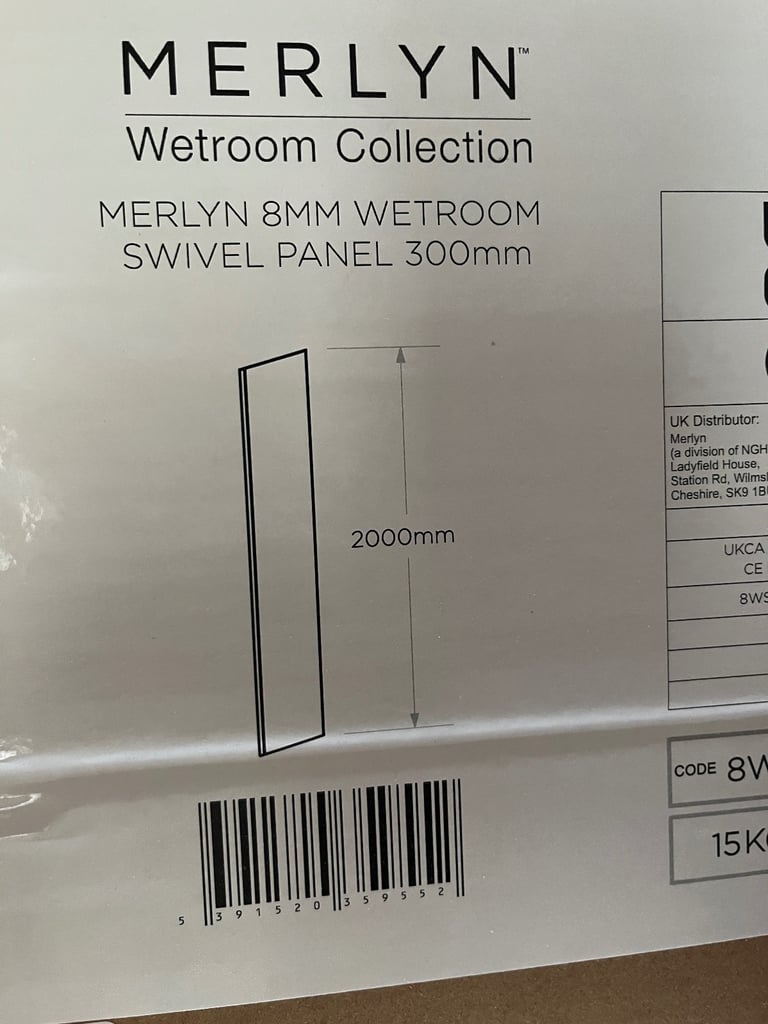 MERLYN™
Wetroom Collection
MERLYN 8MM WETROOM
SWIVEL PANEL 300mm
2000mm
5 391520 359552
UK Distributor:
Merlyn
(a division of NGH
Ladyfield House,
Station Rd, Wilms
Cheshire, SK9 1B
UKCA
CE
8WS
CODE 8W
15K